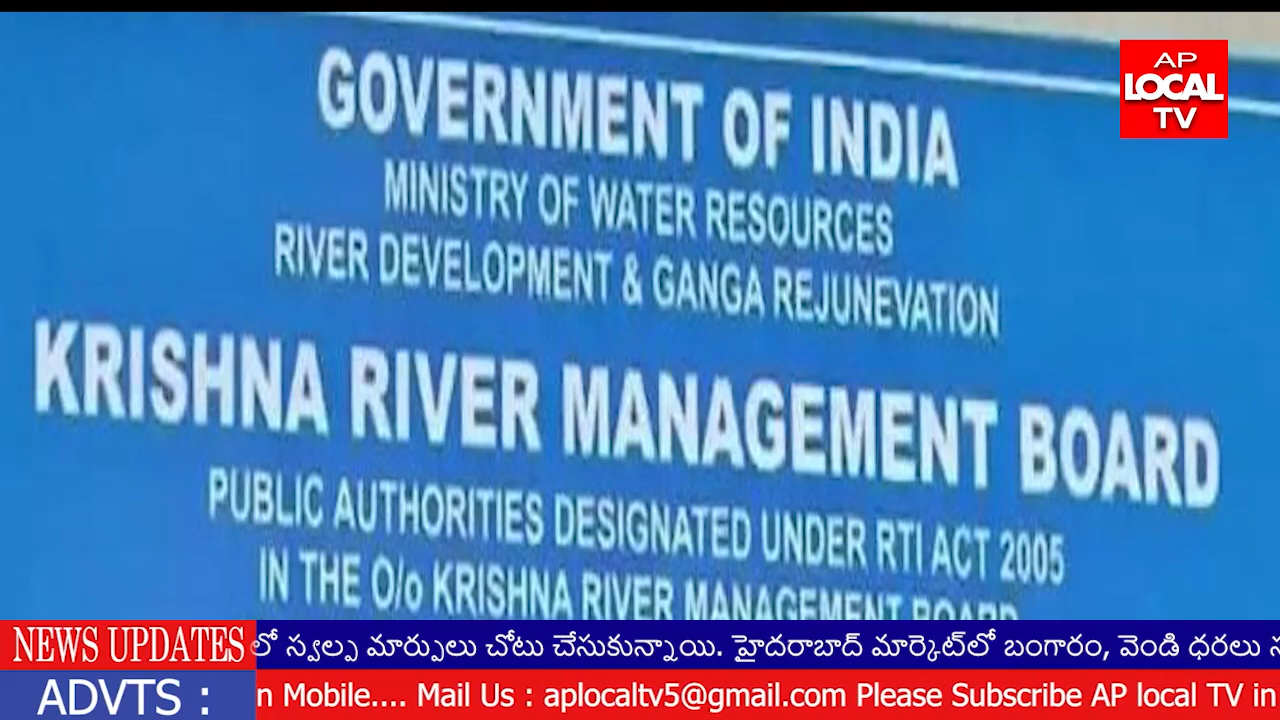 GOVERNMENT OF INDIA
MINISTRY OF WATER RESOURCES
RIVER DEVELOPMENT & GANGA REJUNEVATION
KRISHNA RIVER MANAGEMENT BOARD
PUBLIC AUTHORITIES DESIGNATED UNDER RTI ACT 2005
IN THE O/o KRISHNA RIVER MANAGEMENT BOARD
AP
LOCAL
TV
NEWS UPDATES
లో స్వల్ప మార్పులు చోటు చేసుకున్నాయి. హైదరాబాద్ మార్కెట్‌లో బంగారం, వెండి ధరలు
ADVTS :
n Mobile.... Mail Us : aplocaltv5@gmail.com Please Subscribe AP local TV in